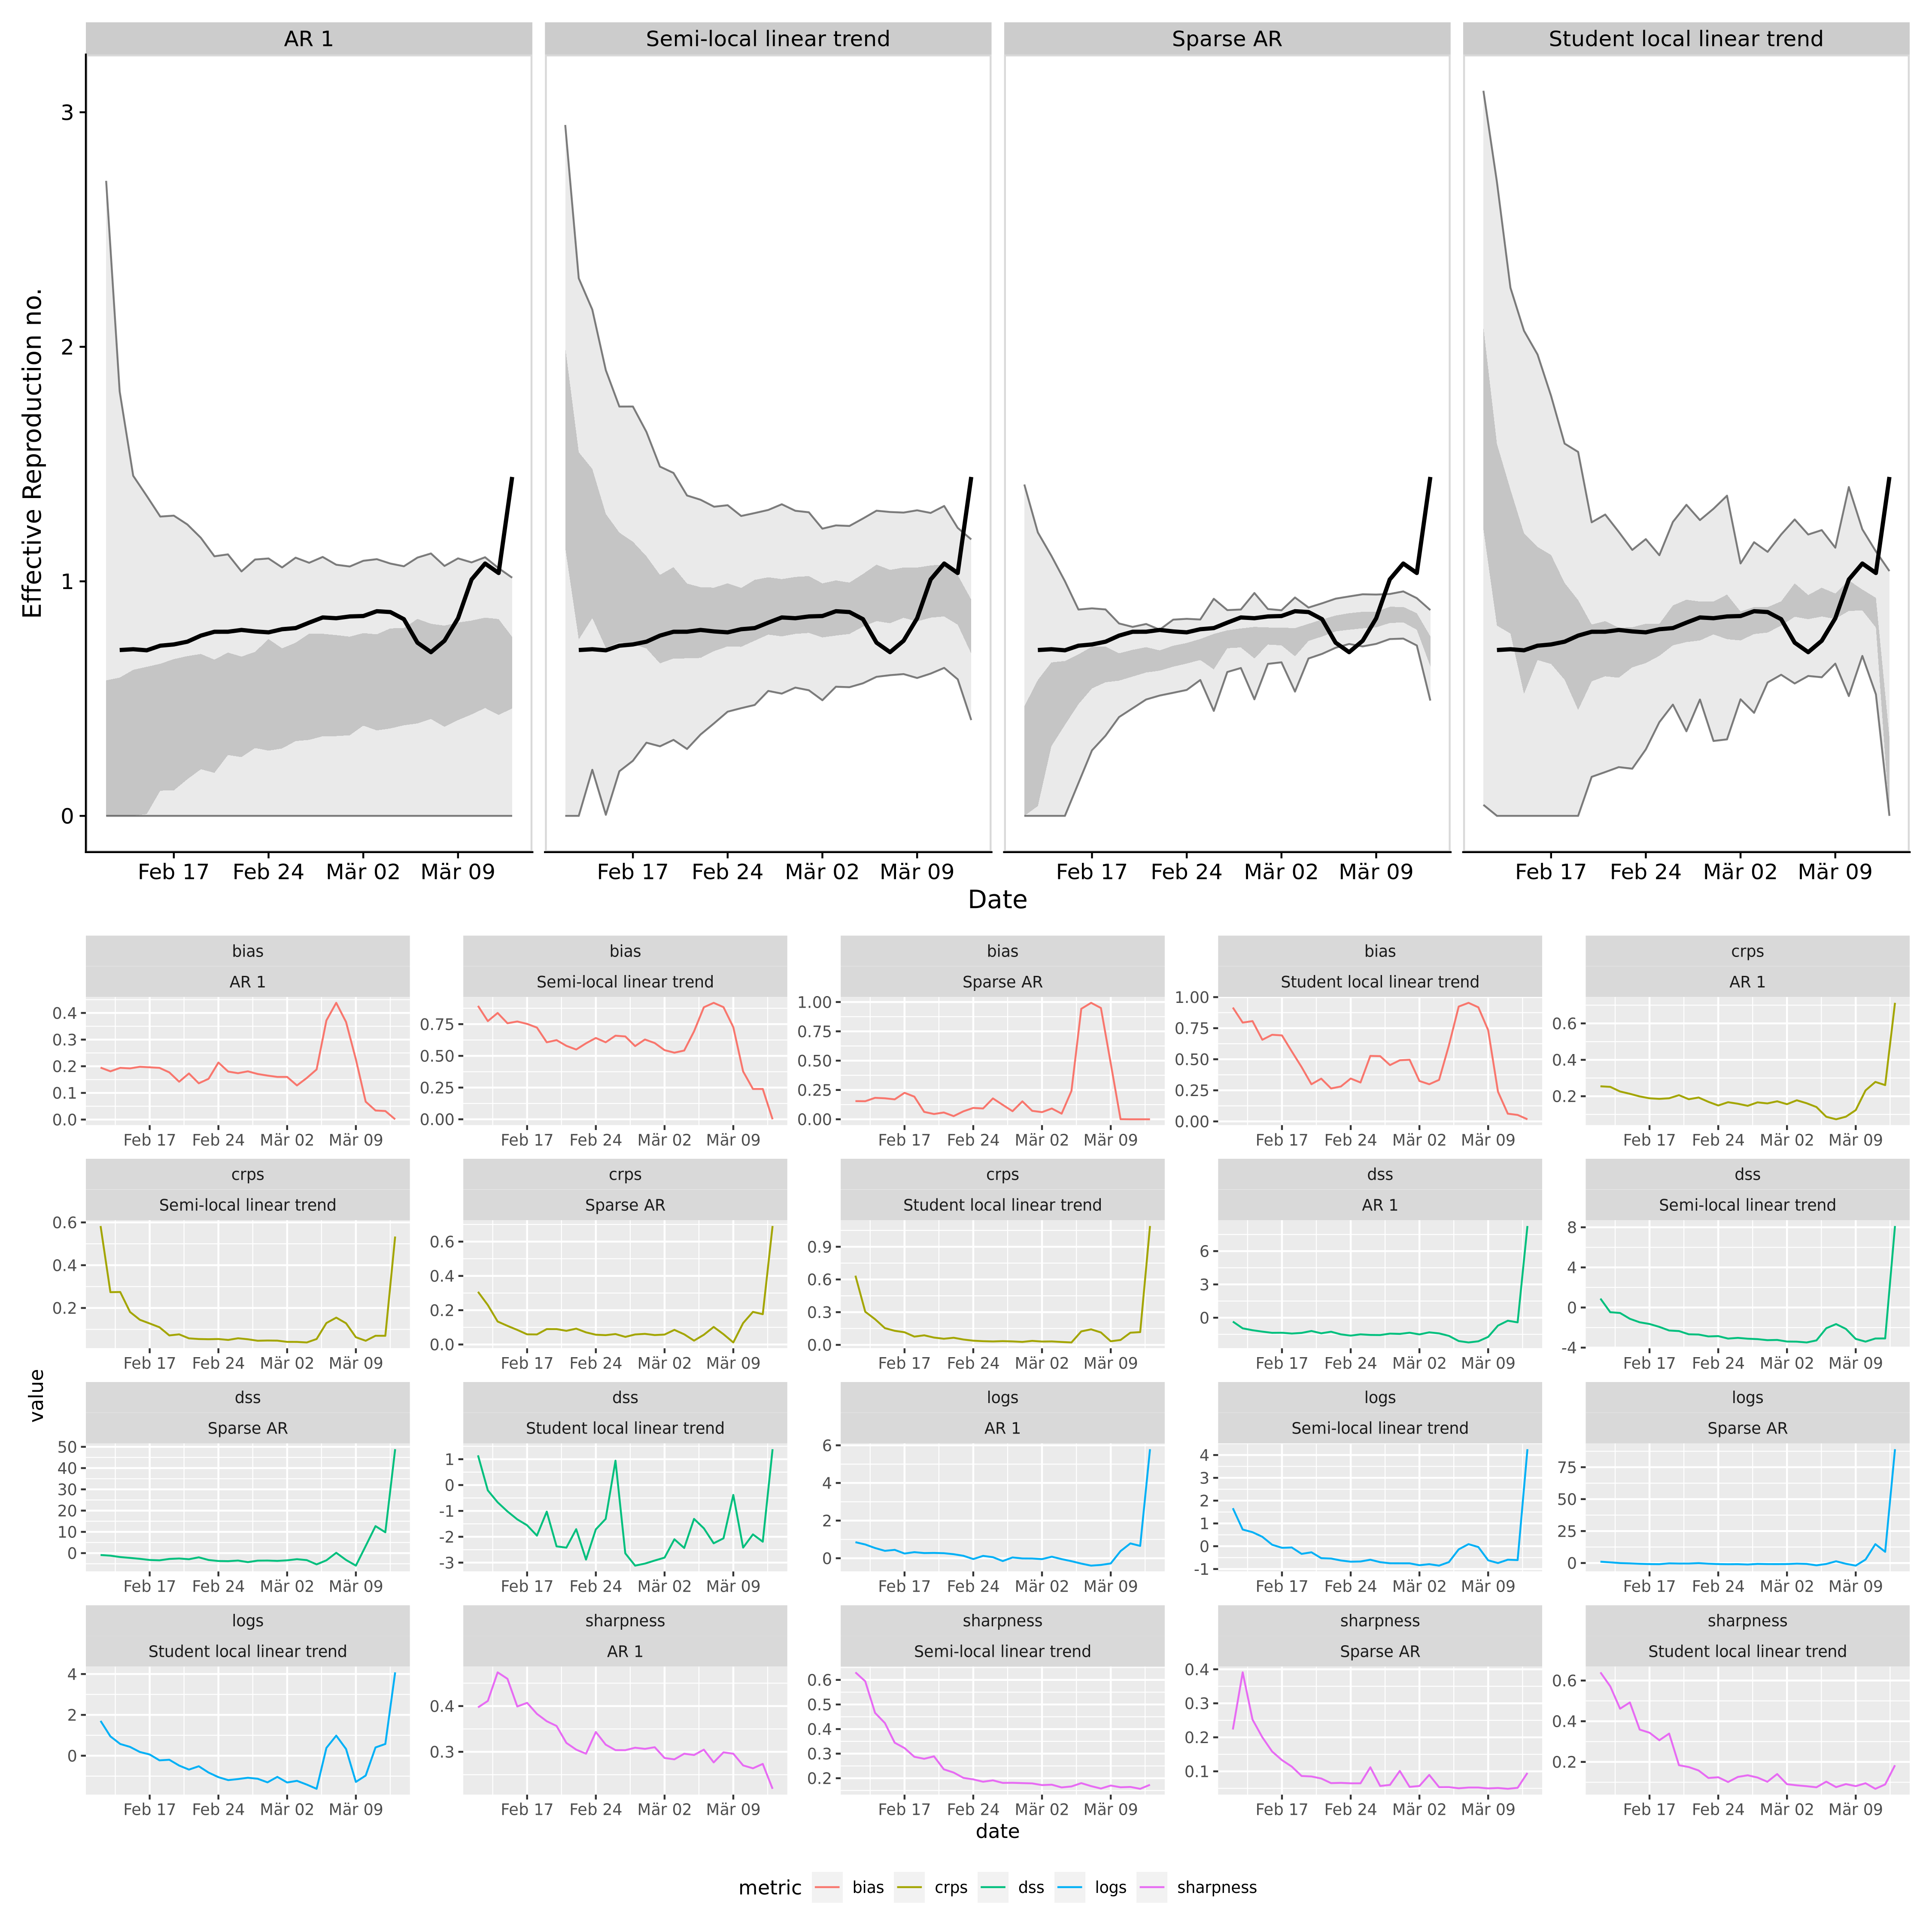 AR 1 Semi-local linear trend Sparse AR Student local linear trend
Effective Reproduction no.
3
2
1
0
Feb 17 Feb 24 Mär 02 Mär 09 Feb 17 Feb 24 Mär 02 Mär 09 Feb 17 Feb 24 Mär 02 Mär 09 Feb 17 Feb 24 Mär 02 Mär 09
Date
bias bias bias bias crps
AR 1 Semi-local linear trend Sparse AR Student local linear trend AR 1
0.4 0.3 0.2 0.1 0.0
0.75 0.50 0.25 0.00
1.00 0.75 0.50 0.25 0.00
1.00 0.75 0.50 0.25 0.00
0.6 0.4 0.2
Feb 17 Feb 24 Mär 02 Mär 09 Feb 17 Feb 24 Mär 02 Mär 09 Feb 17 Feb 24 Mär 02 Mär 09 Feb 17 Feb 24 Mär 02 Mär 09 Feb 17 Feb 24 Mär 02 Mär 09
crps crps crps dss dss
Semi-local linear trend Sparse AR Student local linear trend AR 1 Semi-local linear trend
0.6 0.4 0.2
0.6 0.4 0.2 0.0
0.9 0.6 0.3 0.0
6 3 0
8 4 0 -4
Feb 17 Feb 24 Mär 02 Mär 09 Feb 17 Feb 24 Mär 02 Mär 09 Feb 17 Feb 24 Mär 02 Mär 09 Feb 17 Feb 24 Mär 02 Mär 09 Feb 17 Feb 24 Mär 02 Mär 09
value
dss dss logs logs logs
Sparse AR Student local linear trend AR 1 Semi-local linear trend Sparse AR
50 40 30 20 10 0
1 0 -1 -2 -3
6 4 2 0
4 3 2 1 0 -1
75 50 25 0
Feb 17 Feb 24 Mär 02 Mär 09 Feb 17 Feb 24 Mär 02 Mär 09 Feb 17 Feb 24 Mär 02 Mär 09 Feb 17 Feb 24 Mär 02 Mär 09 Feb 17 Feb 24 Mär 02 Mär 09
logs sharpness sharpness sharpness sharpness
Student local linear trend AR 1 Semi-local linear trend Sparse AR Student local linear trend
4 2 0
0.4 0.3
0.6 0.5 0.4 0.3 0.2
0.4 0.3 0.2 0.1
0.6 0.4 0.2
Feb 17 Feb 24 Mär 02 Mär 09 Feb 17 Feb 24 Mär 02 Mär 09 Feb 17 Feb 24 Mär 02 Mär 09 Feb 17 Feb 24 Mär 02 Mär 09 Feb 17 Feb 24 Mär 02 Mär 09
date
metric bias crps dss logs sharpness